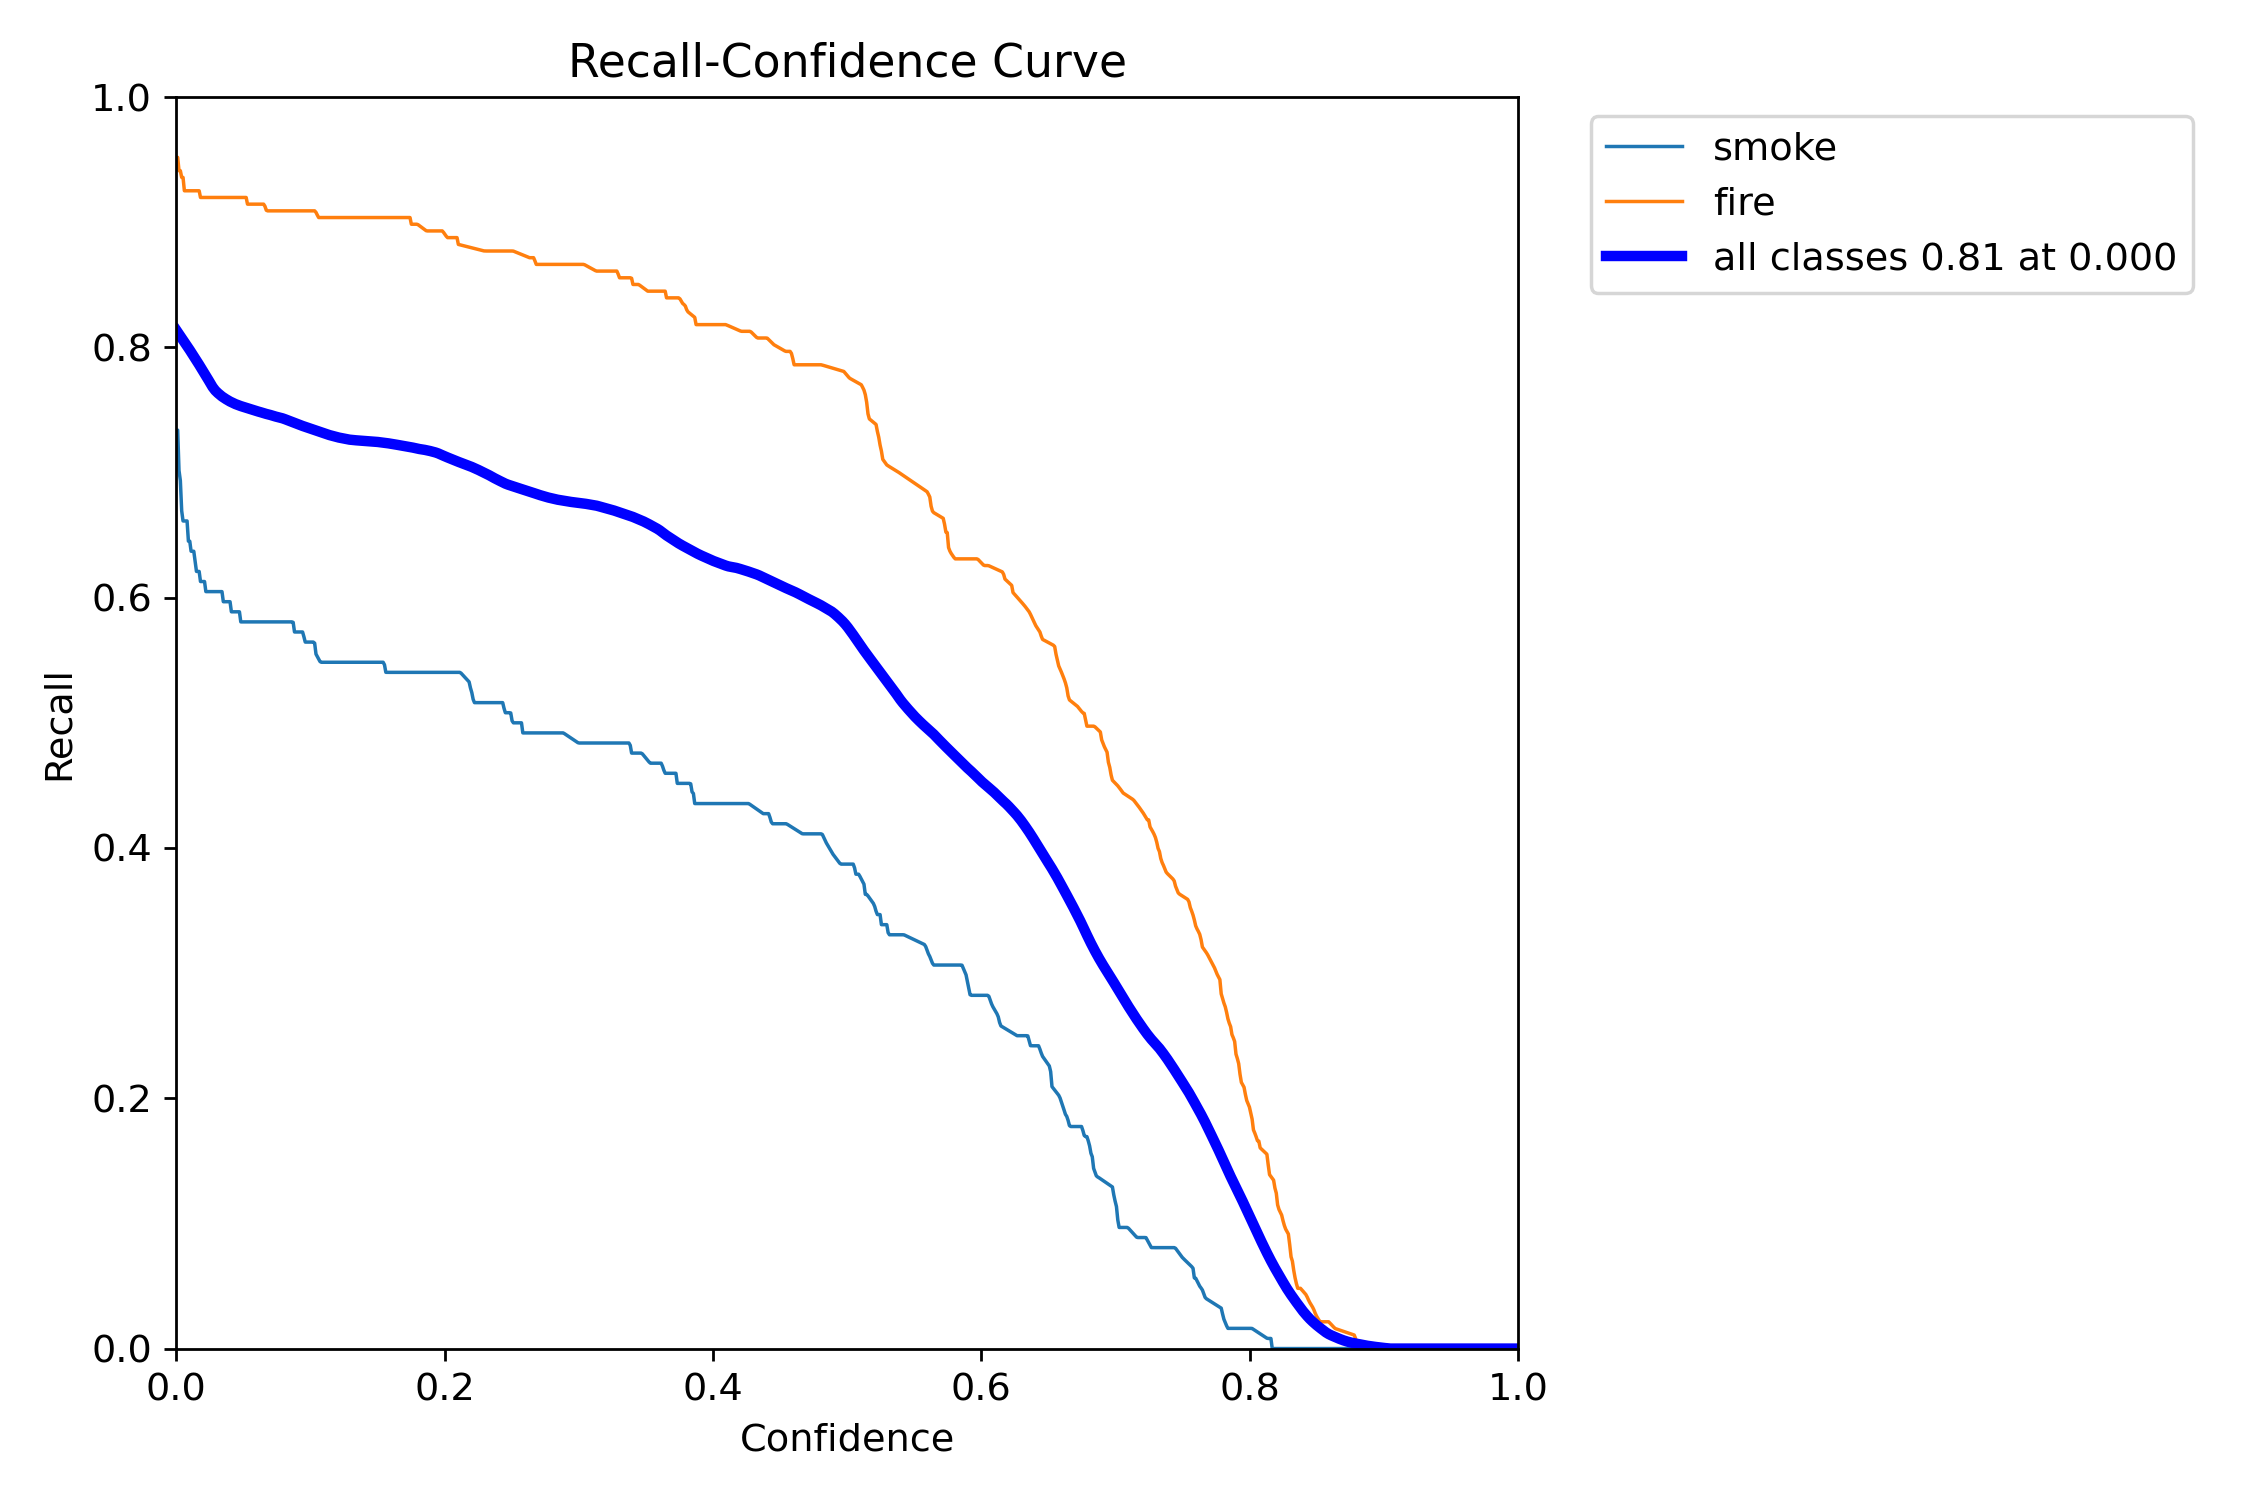 Recall-Confidence Curve
1.0
0.8
0.6
0.4
0.2
0.0
Recall
0.0 0.2 0.4 0.6 0.8 1.0
Confidence
smoke
fire
all classes 0.81 at 0.000